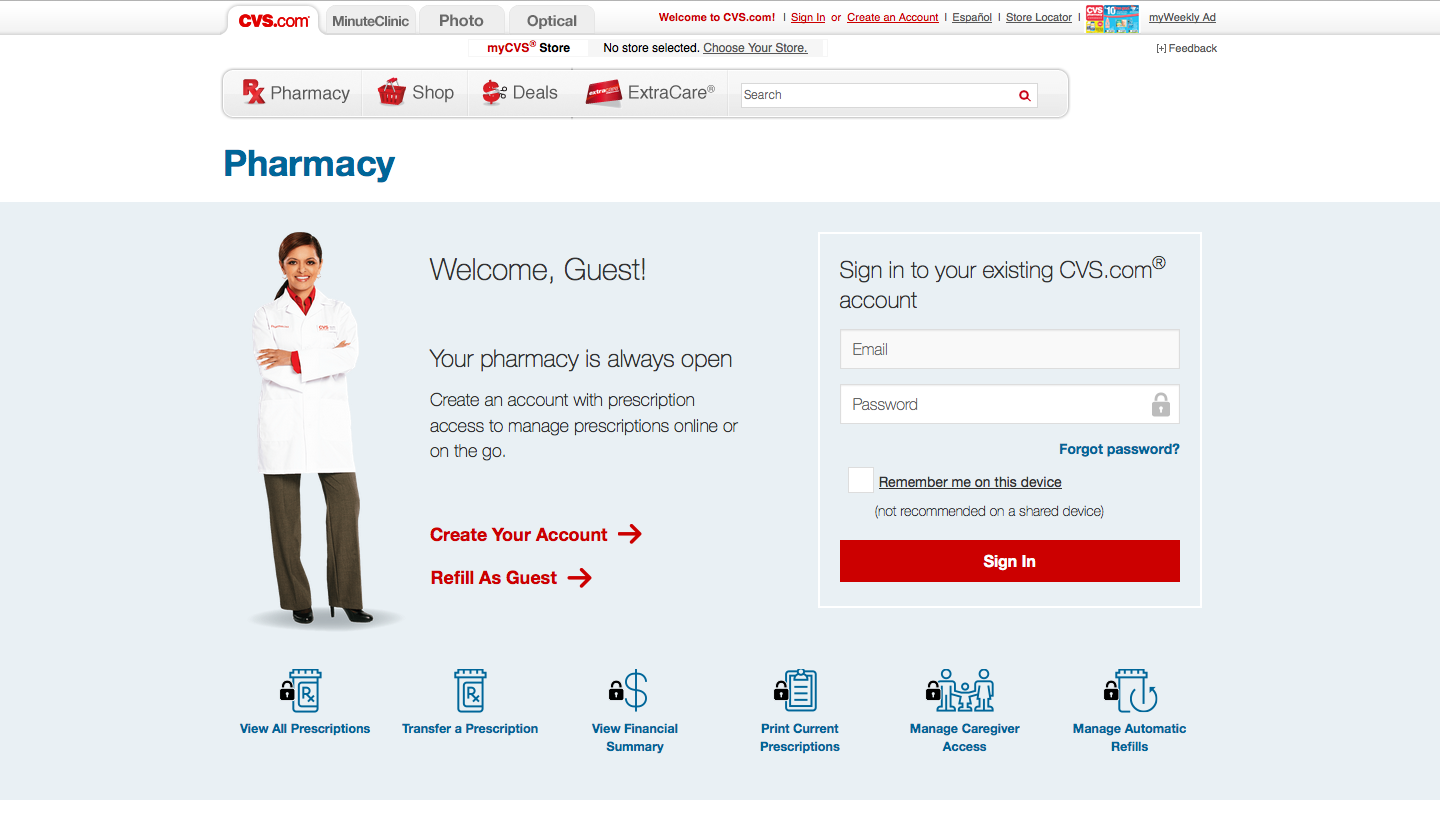 CVS.com
MinuteClinic
Photo
Optical
Welcome to CVS.com! | Sign In or Create an Account | Español | Store Locator | myWeekly Ad
myCVS® Store No store selected. Choose Your Store.
[+] Feedback
Pharmacy
Shop
Deals
ExtraCare®
Search
Pharmacy
Welcome, Guest!
Your pharmacy is always open
Create an account with prescription
access to manage prescriptions online or
on the go.
Create Your Account
Refill As Guest
Sign in to your existing CVS.com®
account
Email
Password
Forgot password?
Remember me on this device
(not recommended on a shared device)
Sign In
View All Prescriptions
Transfer a Prescription
View Financial
Summary
Print Current
Prescriptions
Manage Caregiver
Access
Manage Automatic
Refills